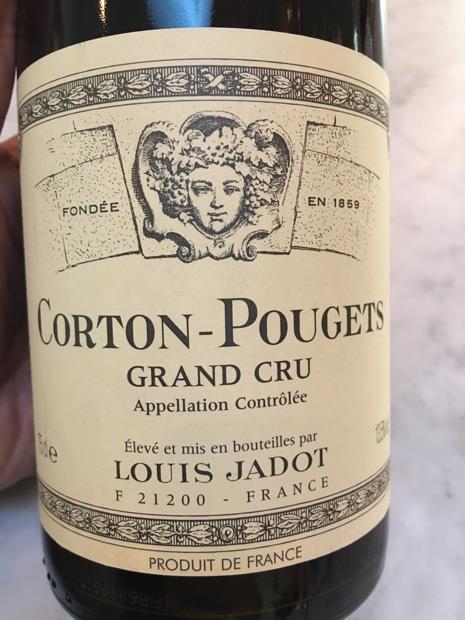 FONDÉE EN 1859
CORTON-POUGETS
GRAND CRU
Appellation Contrôlée
Élevé et mis en bouteilles par
LOUIS JADOT
F 21200 - FRANCE
PRODUIT DE FRANCE